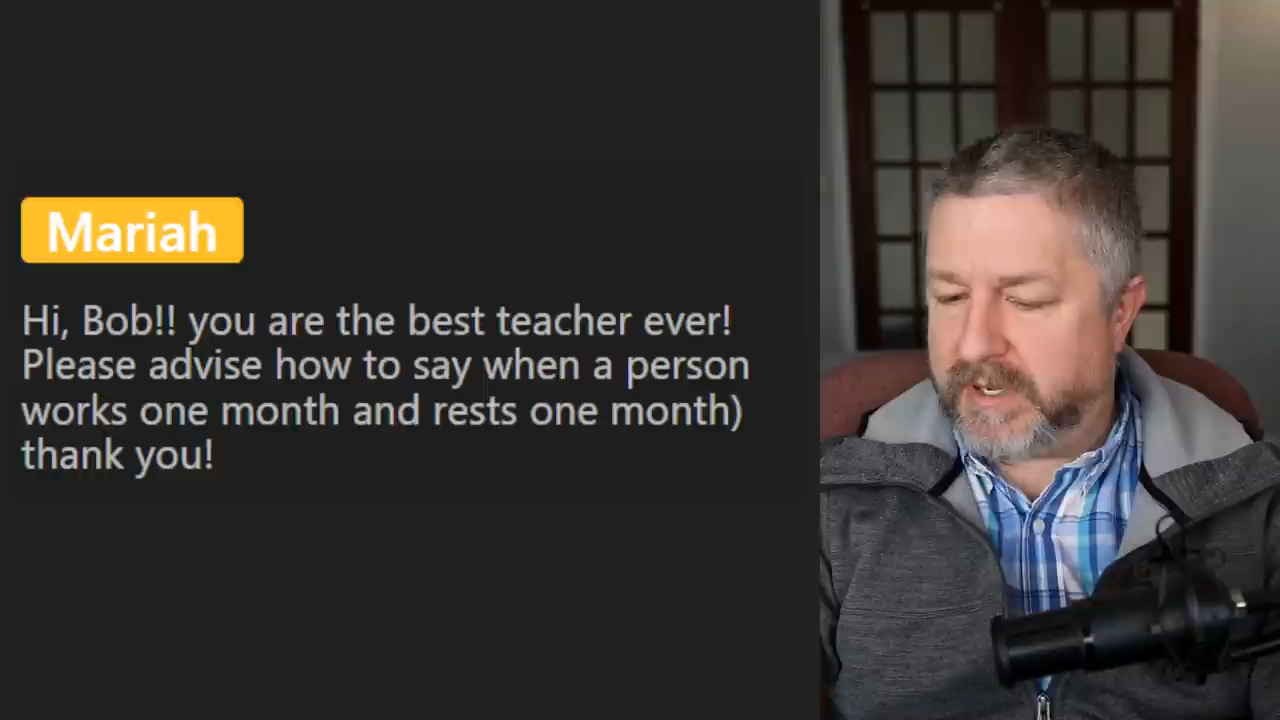 Mariah
Hi, Bob!! you are the best teacher ever!
Please advise how to say when a person
works one month and rests one month)
thank you!